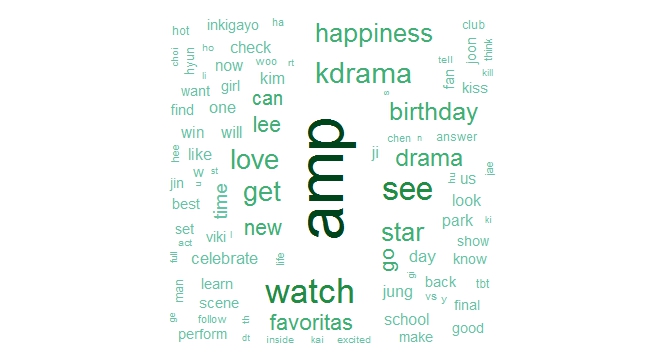 hot inkigayo ha happiness club
choi hyun ho check woo rt kdrama tell fan joon think
li now kim kill
want girl can s kiss
find one birthday
win will lee amp chen n answer
hee like love ji drama jae
w st hu us
jin u time get see look
best park ki
set new star show
act viki l go day know
full celebrate life gi
man learn watch jung back tbt
scene vs y final
ge follow th favoritas school good
perform dt inside kai excited make